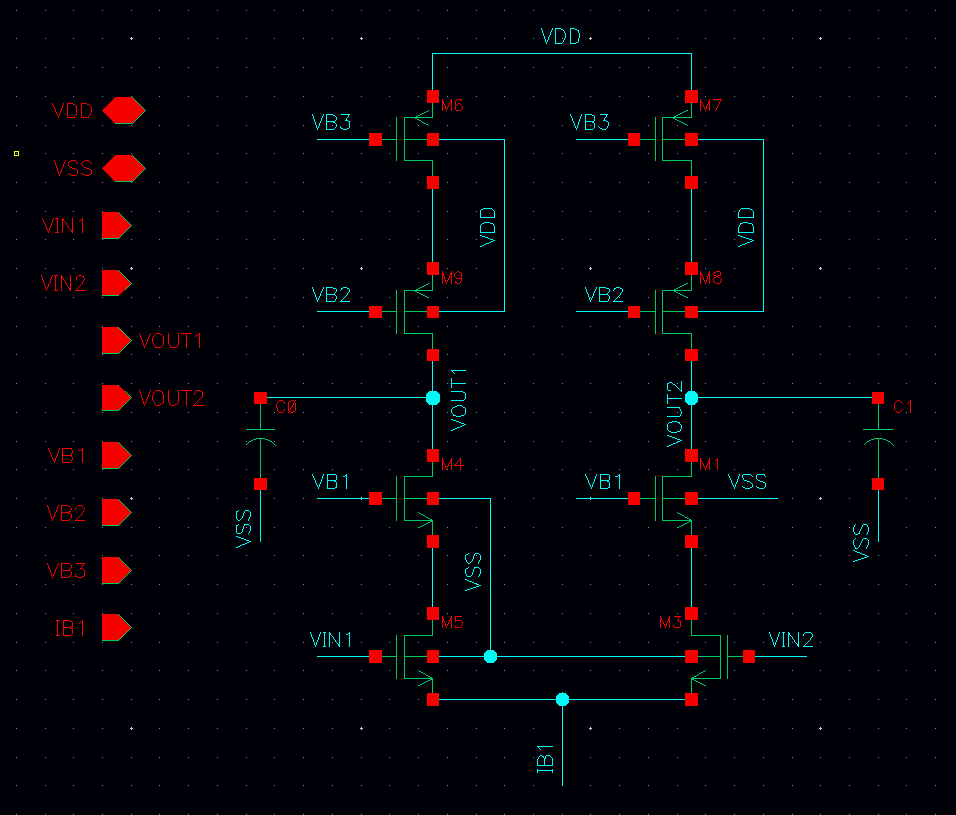 VDD
VDD
VSS
VIN1
VIN2
VOUT1
VOUT2
VB1
VB2
VB3
IB1
VB3
M6
VB3
M7
VDD
VDD
VB2
M9
VB2
M8
C0
VOUT1
VOUT2
C1
VB1
M4
VB1
M1
VSS
VSS
VSS
VSS
VIN1
M5
M3
VIN2
IB1